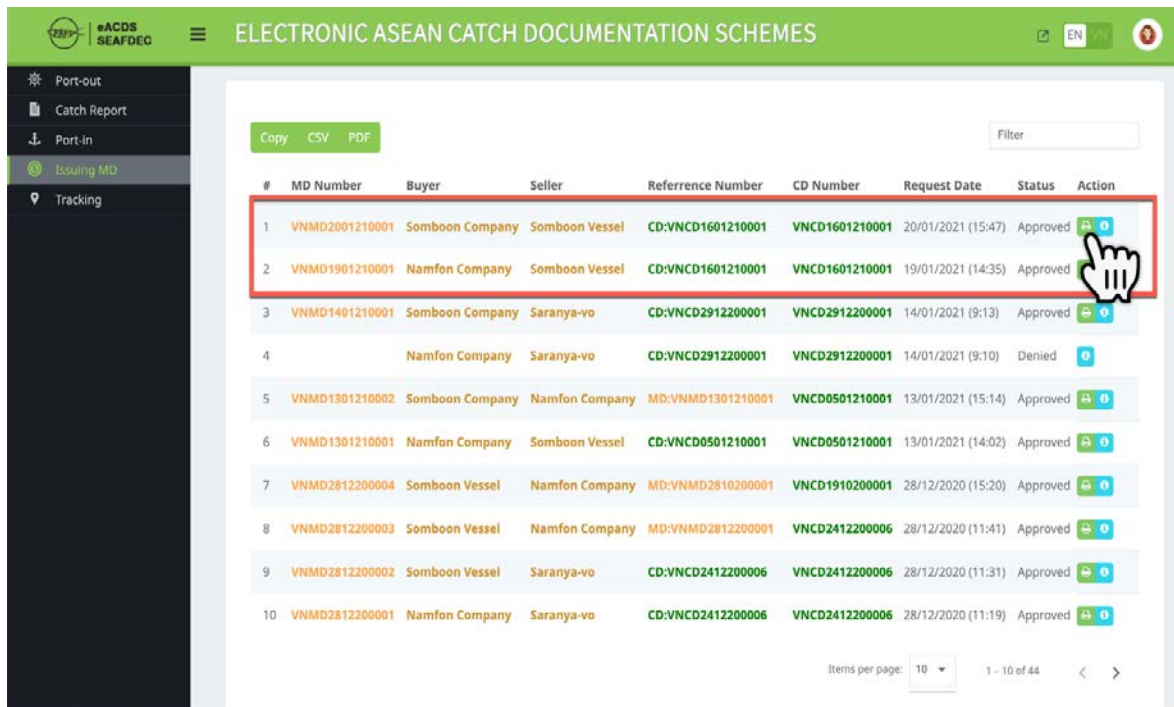 eACDS
SEAFDEC
ELECTRONIC ASEAN CATCH DOCUMENTATION SCHEMES
EN VN
Port-out
Catch Report
Port-in
Issuing MD
Tracking
Copy CSV PDF
Filter
# MD Number Buyer Seller Referrence Number CD Number Request Date Status Action
1 VNMD2001210001 Somboon Company Somboon Vessel CD:VNCD1601210001 VNCD1601210001 20/01/2021 (15:47) Approved
2 VNMD1901210001 Namfon Company Somboon Vessel CD:VNCD1601210001 VNCD1601210001 19/01/2021 (14:35) Approved
3 VNMD1401210001 Somboon Company Saranya-vo CD:VNCD2912200001 VNCD2912200001 14/01/2021 (9:13) Approved
4 Namfon Company Saranya-vo CD:VNCD2912200001 VNCD2912200001 14/01/2021 (9:10) Denied
5 VNMD1301210002 Somboon Company Namfon Company MD:VNMD1301210001 VNCD0501210001 13/01/2021 (15:14) Approved
6 VNMD1301210001 Namfon Company Somboon Vessel CD:VNCD0501210001 VNCD0501210001 13/01/2021 (14:02) Approved
7 VNMD2812200004 Somboon Vessel Namfon Company MD:VNMD2810200001 VNCD1910200001 28/12/2020 (15:20) Approved
8 VNMD2812200003 Somboon Vessel Namfon Company MD:VNMD2812200001 VNCD2412200006 28/12/2020 (11:41) Approved
9 VNMD2812200002 Somboon Vessel Saranya-vo CD:VNCD2412200006 VNCD2412200006 28/12/2020 (11:31) Approved
10 VNMD2812200001 Namfon Company Saranya-vo CD:VNCD2412200006 VNCD2412200006 28/12/2020 (11:19) Approved
Items per page: 10 1 - 10 of 44